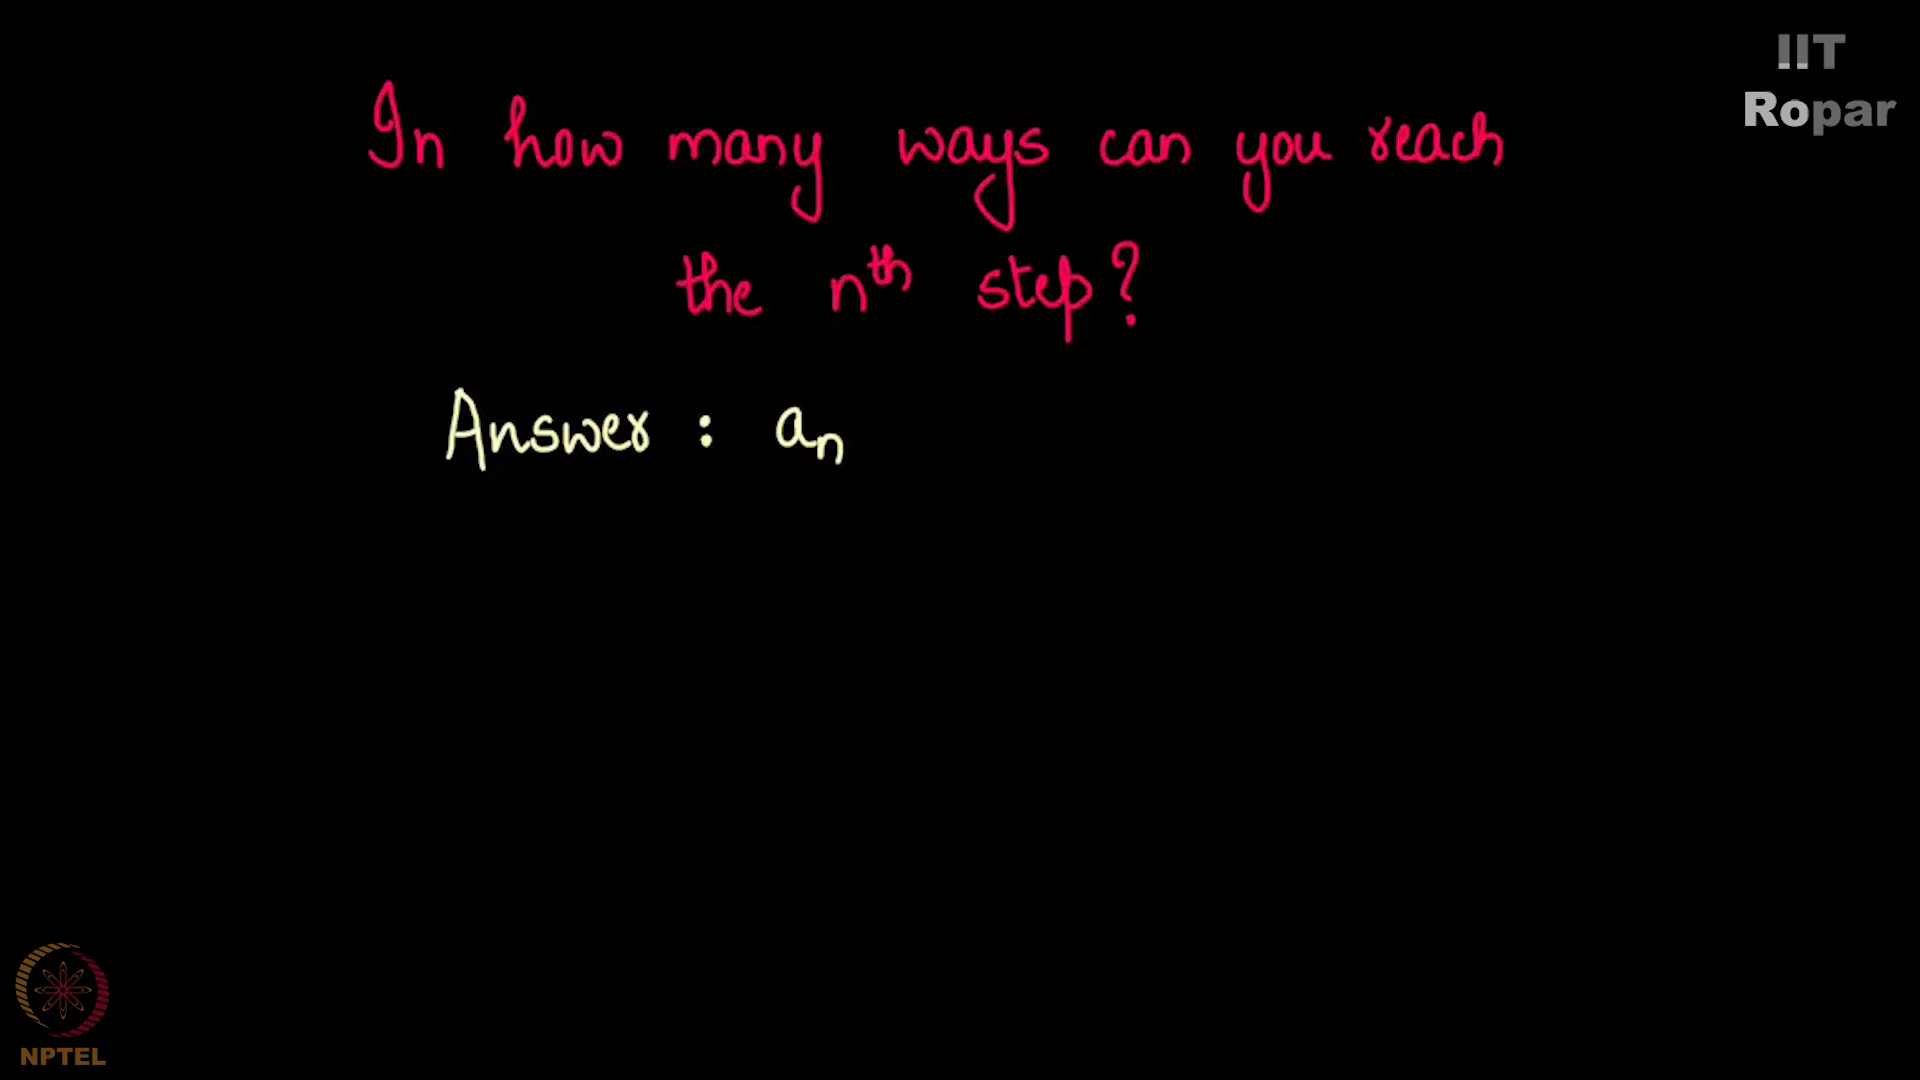 IIT
Ropar
In how many ways can you reach
the nth step?
Answer : an
NPTEL